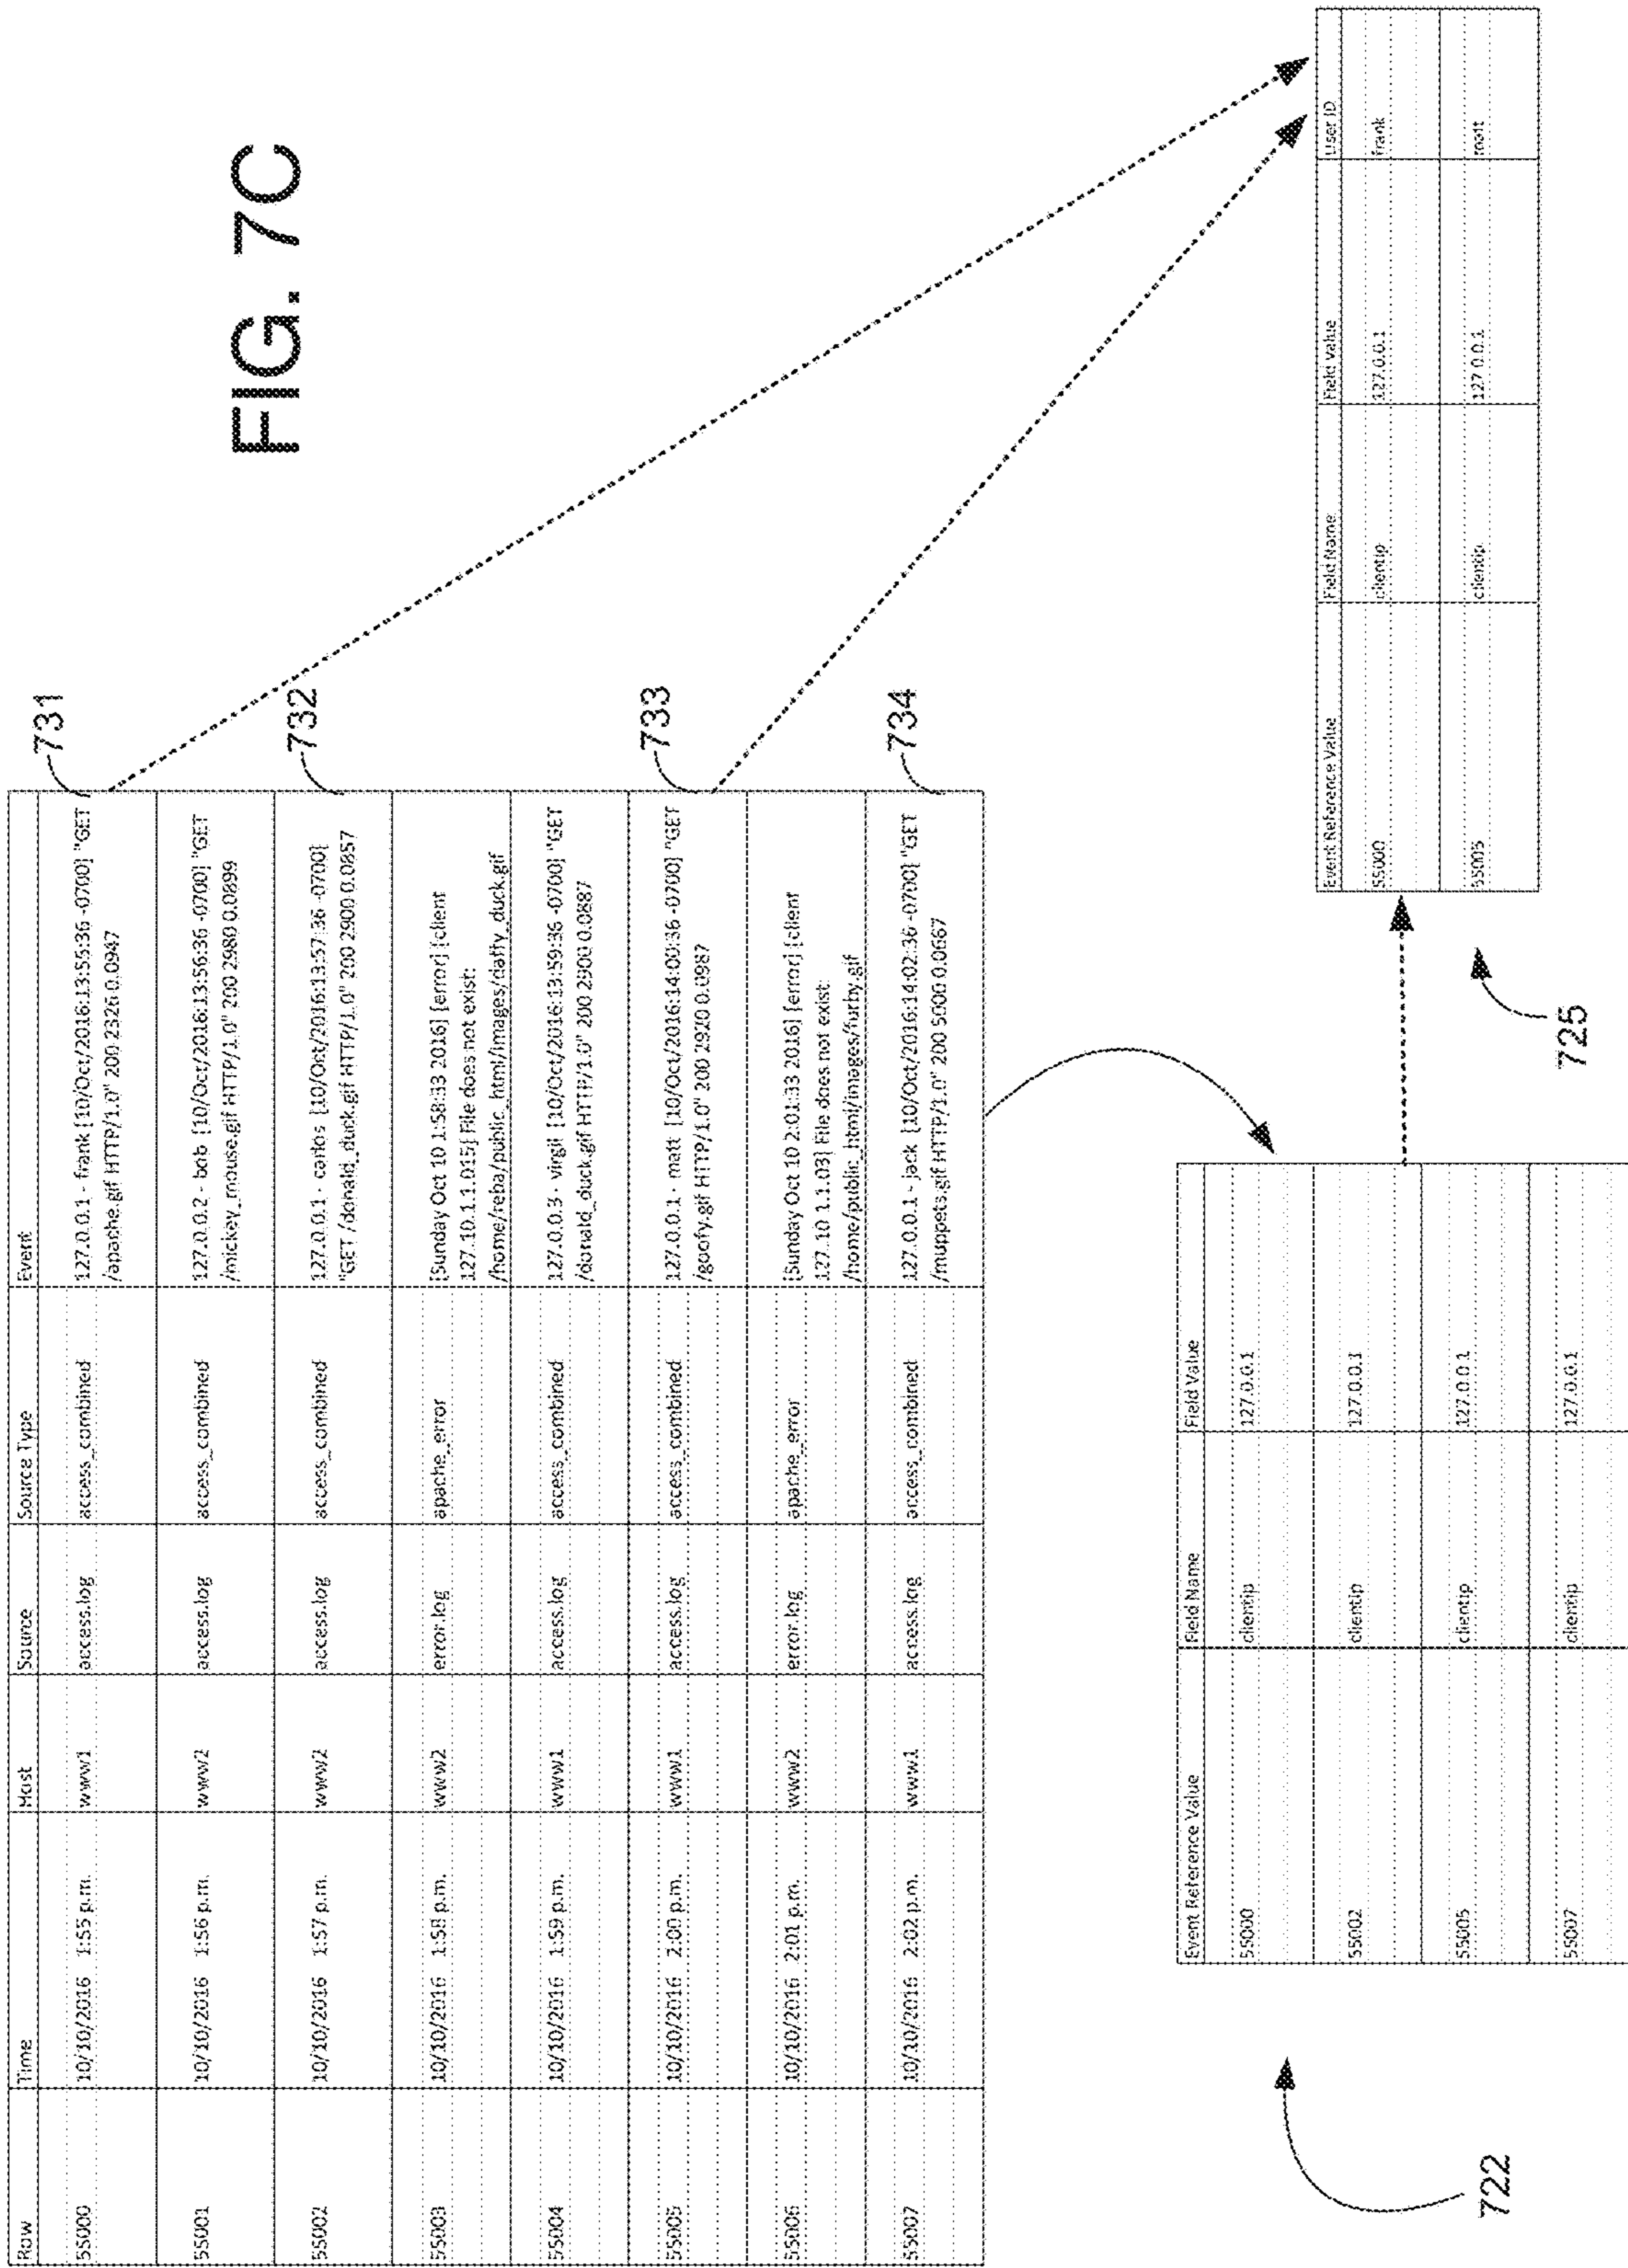 FIG. 7C
Row Time Host Source Source Type Event
55000 10/10/2016 1:55 p.m. www1 access.log access_combined 127.0.0.1 - frank [10/Oct/2016:13:55:36 -0700] "GET
/apache.gif HTTP/1.0" 200 2326 0.0947
731
55001 10/10/2016 1:56 p.m. www2 access.log access_combined 127.0.0.2 - bob [10/Oct/2016:13:56:36 -0700] "GET
/mickey_mouse.gif HTTP/1.0" 200 2980 0.0899
55002 10/10/2016 1:57 p.m. www2 access.log access_combined 127.0.0.1 - carlos [10/Oct/2016:13:57:36 -0700]
"GET /donald_duck.gif HTTP/1.0" 200 2900 0.0857
732
55003 10/10/2016 1:58 p.m. www2 error.log apache_error [Sunday Oct 10 1:58:33 2016] [error] [client
127.10.1.1.015] File does not exist:
/home/reba/public_html/images/daffy_duck.gif
55004 10/10/2016 1:59 p.m. www1 access.log access_combined 127.0.0.3 - virgil [10/Oct/2016:13:59:36 -0700] "GET
/donald_duck.gif HTTP/1.0" 200 2900 0.0887
55005 10/10/2016 2:00 p.m. www1 access.log access_combined 127.0.0.1 - matt [10/Oct/2016:14:00:36 -0700] "GET
/goofy.gif HTTP/1.0" 200 2920 0.0987
733
55006 10/10/2016 2:01 p.m. www2 error.log apache_error [Sunday Oct 10 2:01:33 2016] [error] [client
127.10.1.1.03] File does not exist:
/home/public_html/images/furby.gif
55007 10/10/2016 2:02 p.m. www1 access.log access_combined 127.0.0.1 - jack [10/Oct/2016:14:02:36 -0700] "GET
/muppets.gif HTTP/1.0" 200 5000 0.0667
734
Event Reference Value Field Name Field Value
55000 clientip 127.0.0.1
55002 clientip 127.0.0.1
55005 clientip 127.0.0.1
55007 clientip 127.0.0.1
722
Event Reference Value Field Name Field Value User ID
55000 clientip 127.0.0.1 frank
55005 clientip 127.0.0.1 matt
725